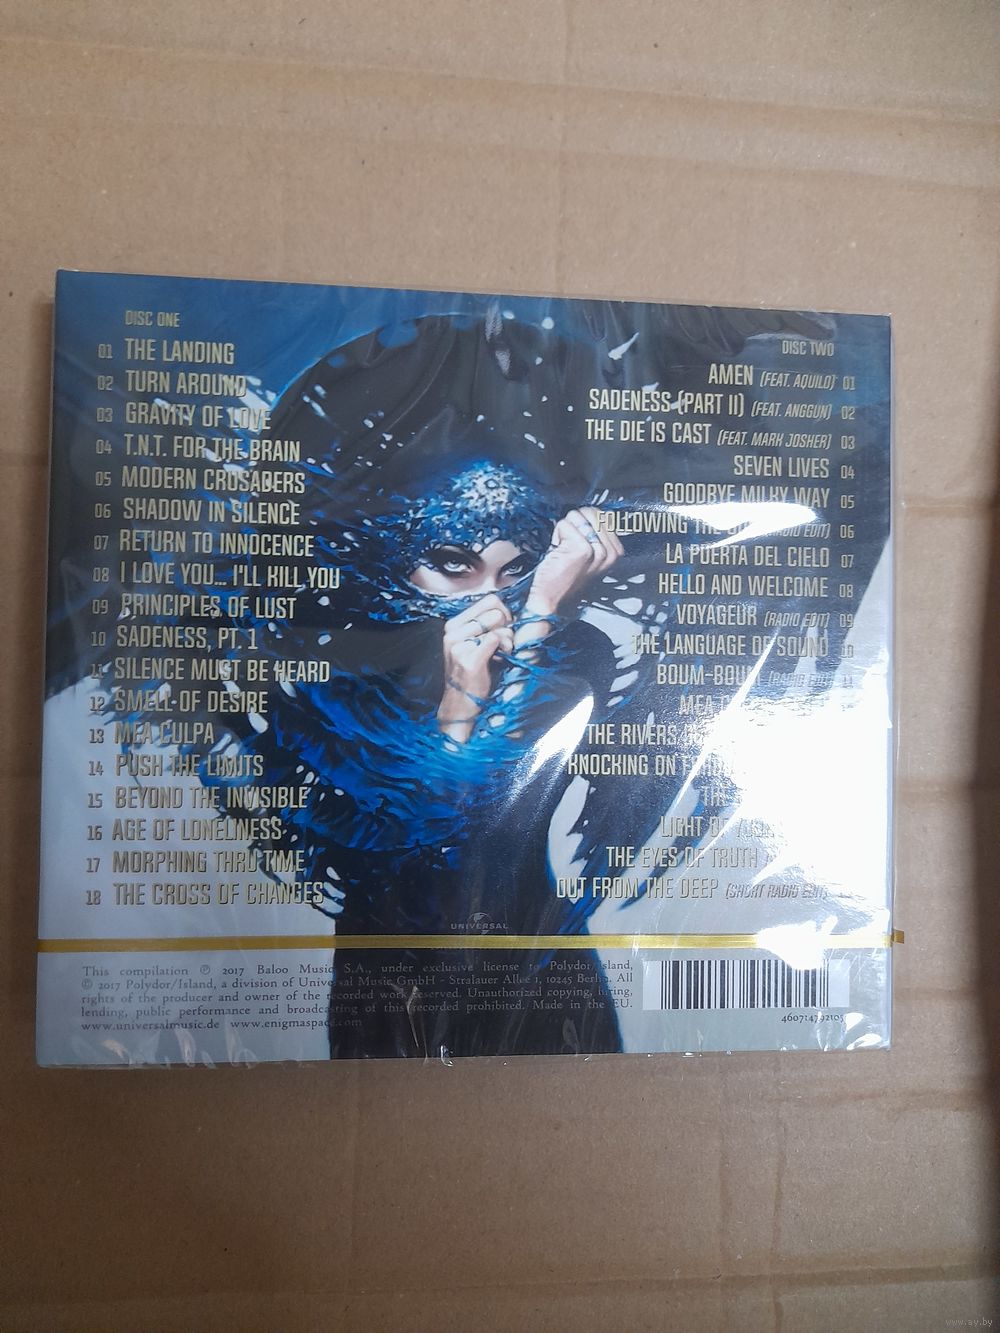 DISC ONE
01 THE LANDING
02 TURN AROUND
03 GRAVITY OF LOVE
04 T.N.T. FOR THE BRAIN
05 MODERN CRUSADERS
06 SHADOW IN SILENCE
07 RETURN TO INNOCENCE
08 I LOVE YOU... I'LL KILL YOU
09 PRINCIPLES OF LUST
10 SADENESS, PT. 1
11 SILENCE MUST BE HEARD
12 SMELL OF DESIRE
13 MEA CULPA
14 PUSH THE LIMITS
15 BEYOND THE INVISIBLE
16 AGE OF LONELINESS
17 MORPHING THRU TIME
18 THE CROSS OF CHANGES
DISC TWO
AMEN (FEAT. AQUILO) 01
SADENESS (PART II) (FEAT. ANGGUN) 02
THE DIE IS CAST (FEAT. MARK JOSHER) 03
SEVEN LIVES 04
GOODBYE MILKY WAY 05
FOLLOWING THE (RADIO EDIT) 06
LA PUERTA DEL CIELO 07
HELLO AND WELCOME 08
VOYAGEUR (RADIO EDIT) 09
THE LANGUAGE OF SOUND 10
BOUM-BOUM (RADIO EDIT) 11
MEA
THE RIVERS
KNOCKING ON
THE
LIGHT OF YOUR
THE EYES OF TRUTH
OUT FROM THE DEEP (SHORT RADIO EDIT)
UNIVERSAL
This compilation ℗ 2017 Baloo Music S.A., under exclusive license to Polydor/Island,
© 2017 Polydor/Island, a division of Universal Music GmbH - Stralauer Allee 1, 10245 Berlin. All
rights of the producer and owner of the recorded work reserved. Unauthorized copying, hiring,
lending, public performance and broadcasting of this recorded prohibited. Made in the EU.
www.universalmusic.de www.enigmaspace.com
www.ay.by